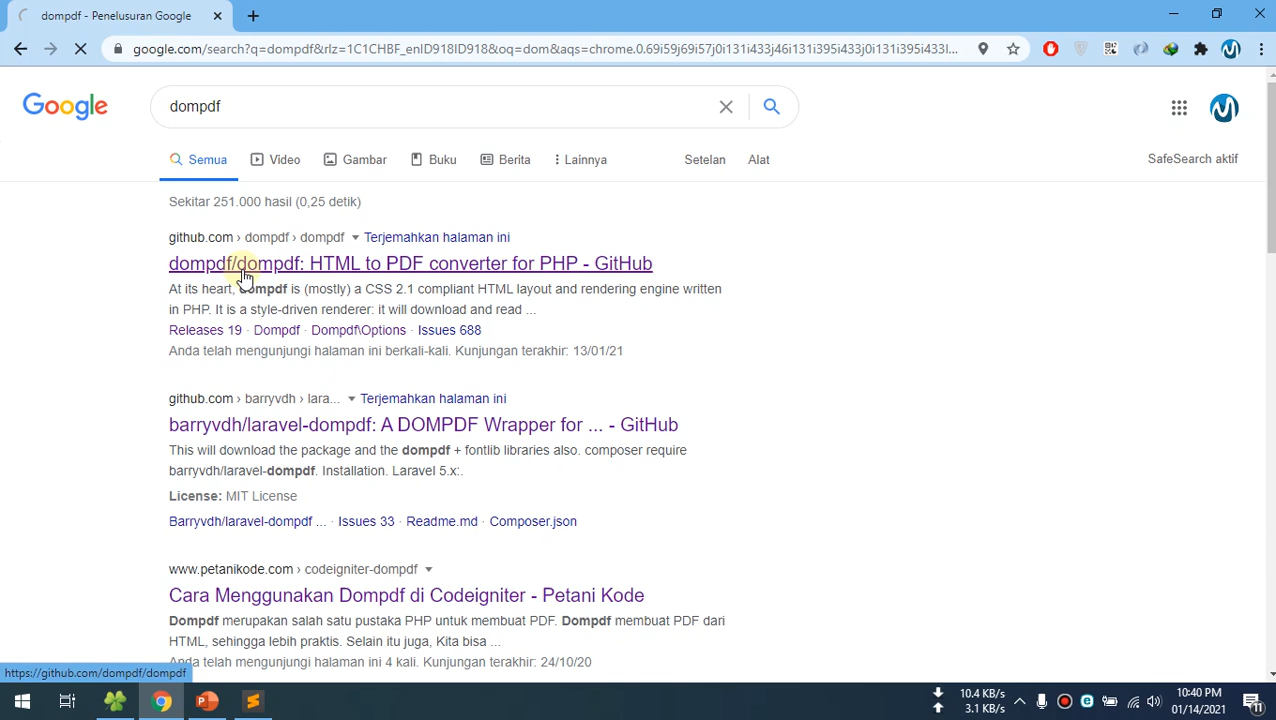 dompdf - Penelusuran Google
google.com/search?q=dompdf&rlz=1C1CHBF_enID918ID918&oq=dom&aqs=chrome.0.69i59j69i57j0i131i433j46i131i395i433j0i131i395i433l...
Google
dompdf
Semua
Video
Gambar
Buku
Berita
Lainnya
Setelan
Alat
SafeSearch aktif
Sekitar 251.000 hasil (0,25 detik)
github.com › dompdf › dompdf
Terjemahkan halaman ini
dompdf/dompdf: HTML to PDF converter for PHP - GitHub
At its heart, dompdf is (mostly) a CSS 2.1 compliant HTML layout and rendering engine written
in PHP. It is a style-driven renderer: it will download and read ...
Releases 19 · Dompdf · Dompdf\Options · Issues 688
Anda telah mengunjungi halaman ini berkali-kali. Kunjungan terakhir: 13/01/21
github.com › barryvdh › lara...
Terjemahkan halaman ini
barryvdh/laravel-dompdf: A DOMPDF Wrapper for ... - GitHub
This will download the package and the dompdf + fontlib libraries also. composer require
barryvdh/laravel-dompdf. Installation. Laravel 5.x:.
License: MIT License
Barryvdh/laravel-dompdf ... · Issues 33 · Readme.md · Composer.json
www.petanikode.com › codeigniter-dompdf
Cara Menggunakan Dompdf di Codeigniter - Petani Kode
Dompdf merupakan salah satu pustaka PHP untuk membuat PDF. Dompdf membuat PDF dari
HTML, sehingga lebih praktis. Selain itu juga, Kita bisa ...
Anda telah mengunjungi halaman ini 4 kali. Kunjungan terakhir: 24/10/20
https://github.com/dompdf/dompdf
10.4 KB/s
3.1 KB/s
10:40 PM
01/14/2021
11